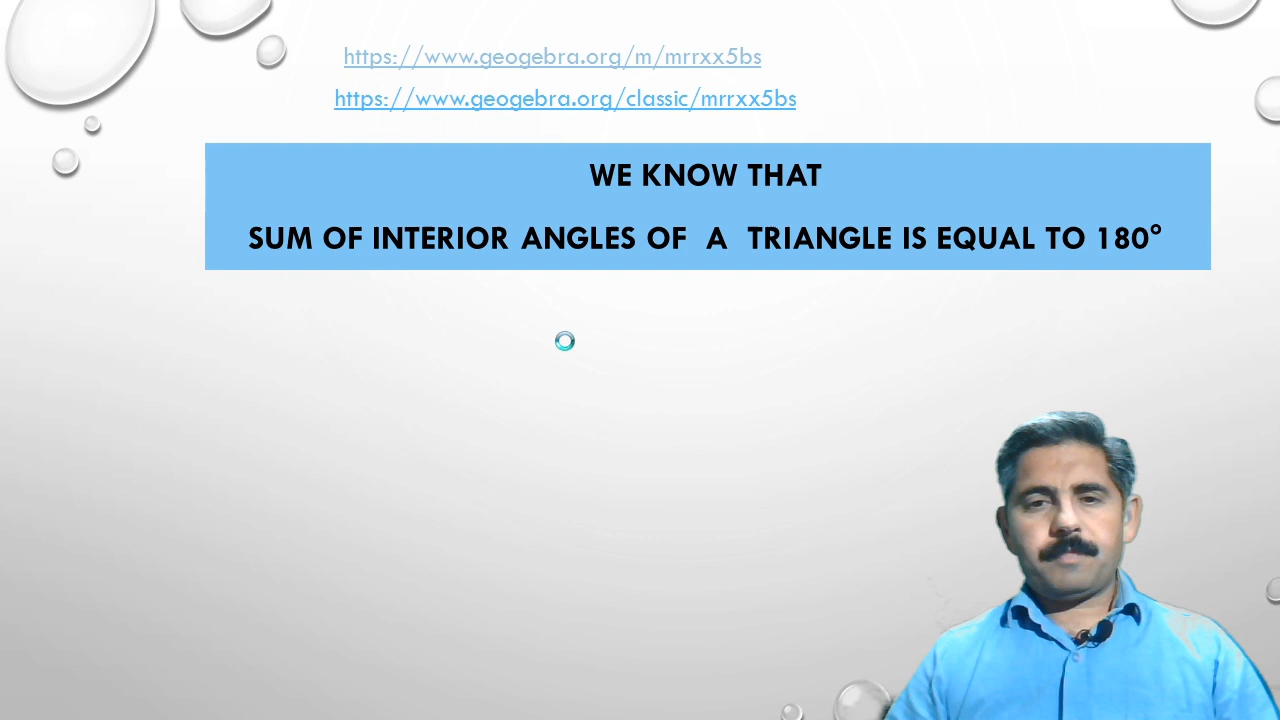 https://www.geogebra.org/m/mrrxx5bs
https://www.geogebra.org/classic/mrrxx5bs
WE KNOW THAT
SUM OF INTERIOR ANGLES OF A TRIANGLE IS EQUAL TO 180°